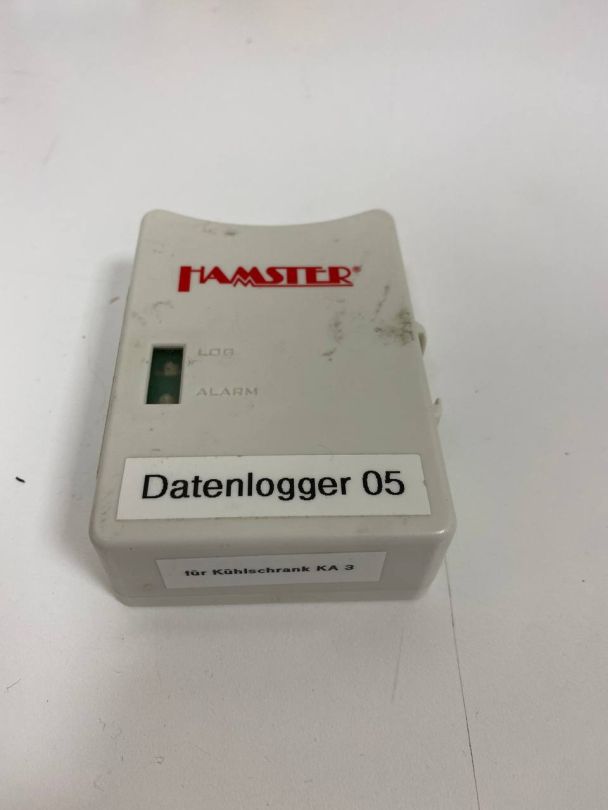 HAMSTER®
LOG
ALARM
Datenlogger 05
für Kühlschrank KA 3